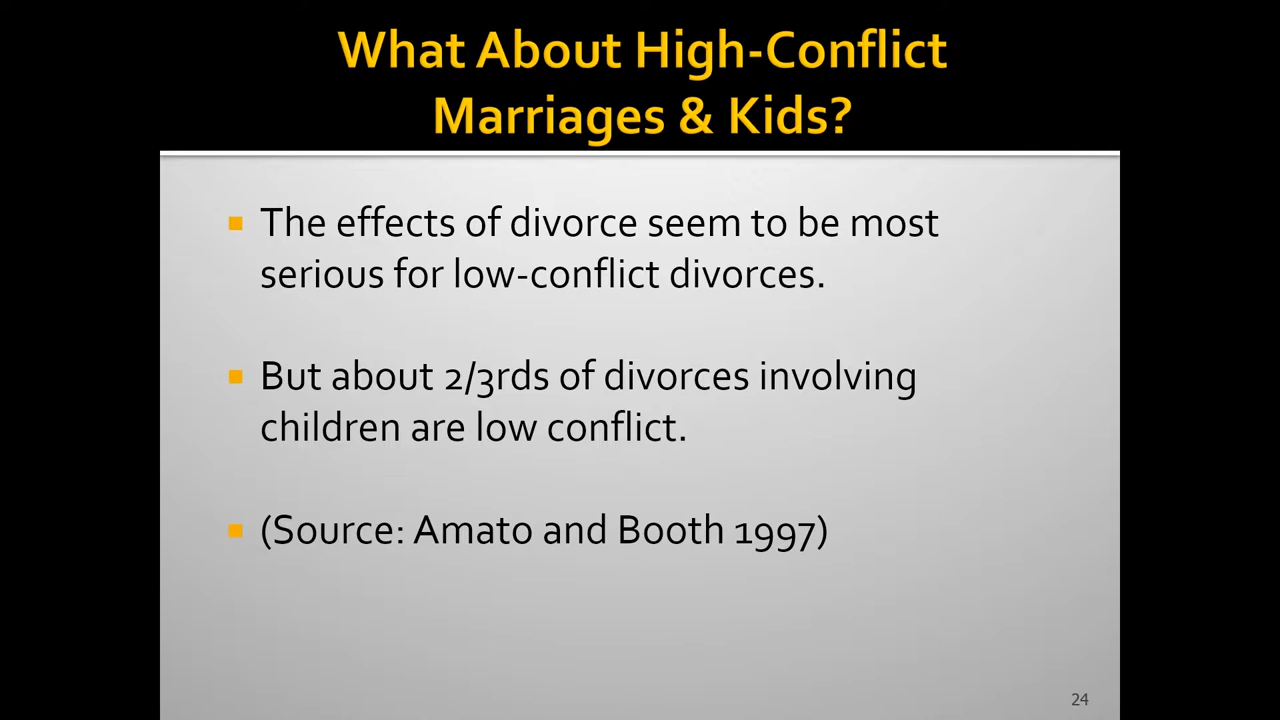 What About High-Conflict
Marriages & Kids?
The effects of divorce seem to be most
serious for low-conflict divorces.
But about 2/3rds of divorces involving
children are low conflict.
(Source: Amato and Booth 1997)
24